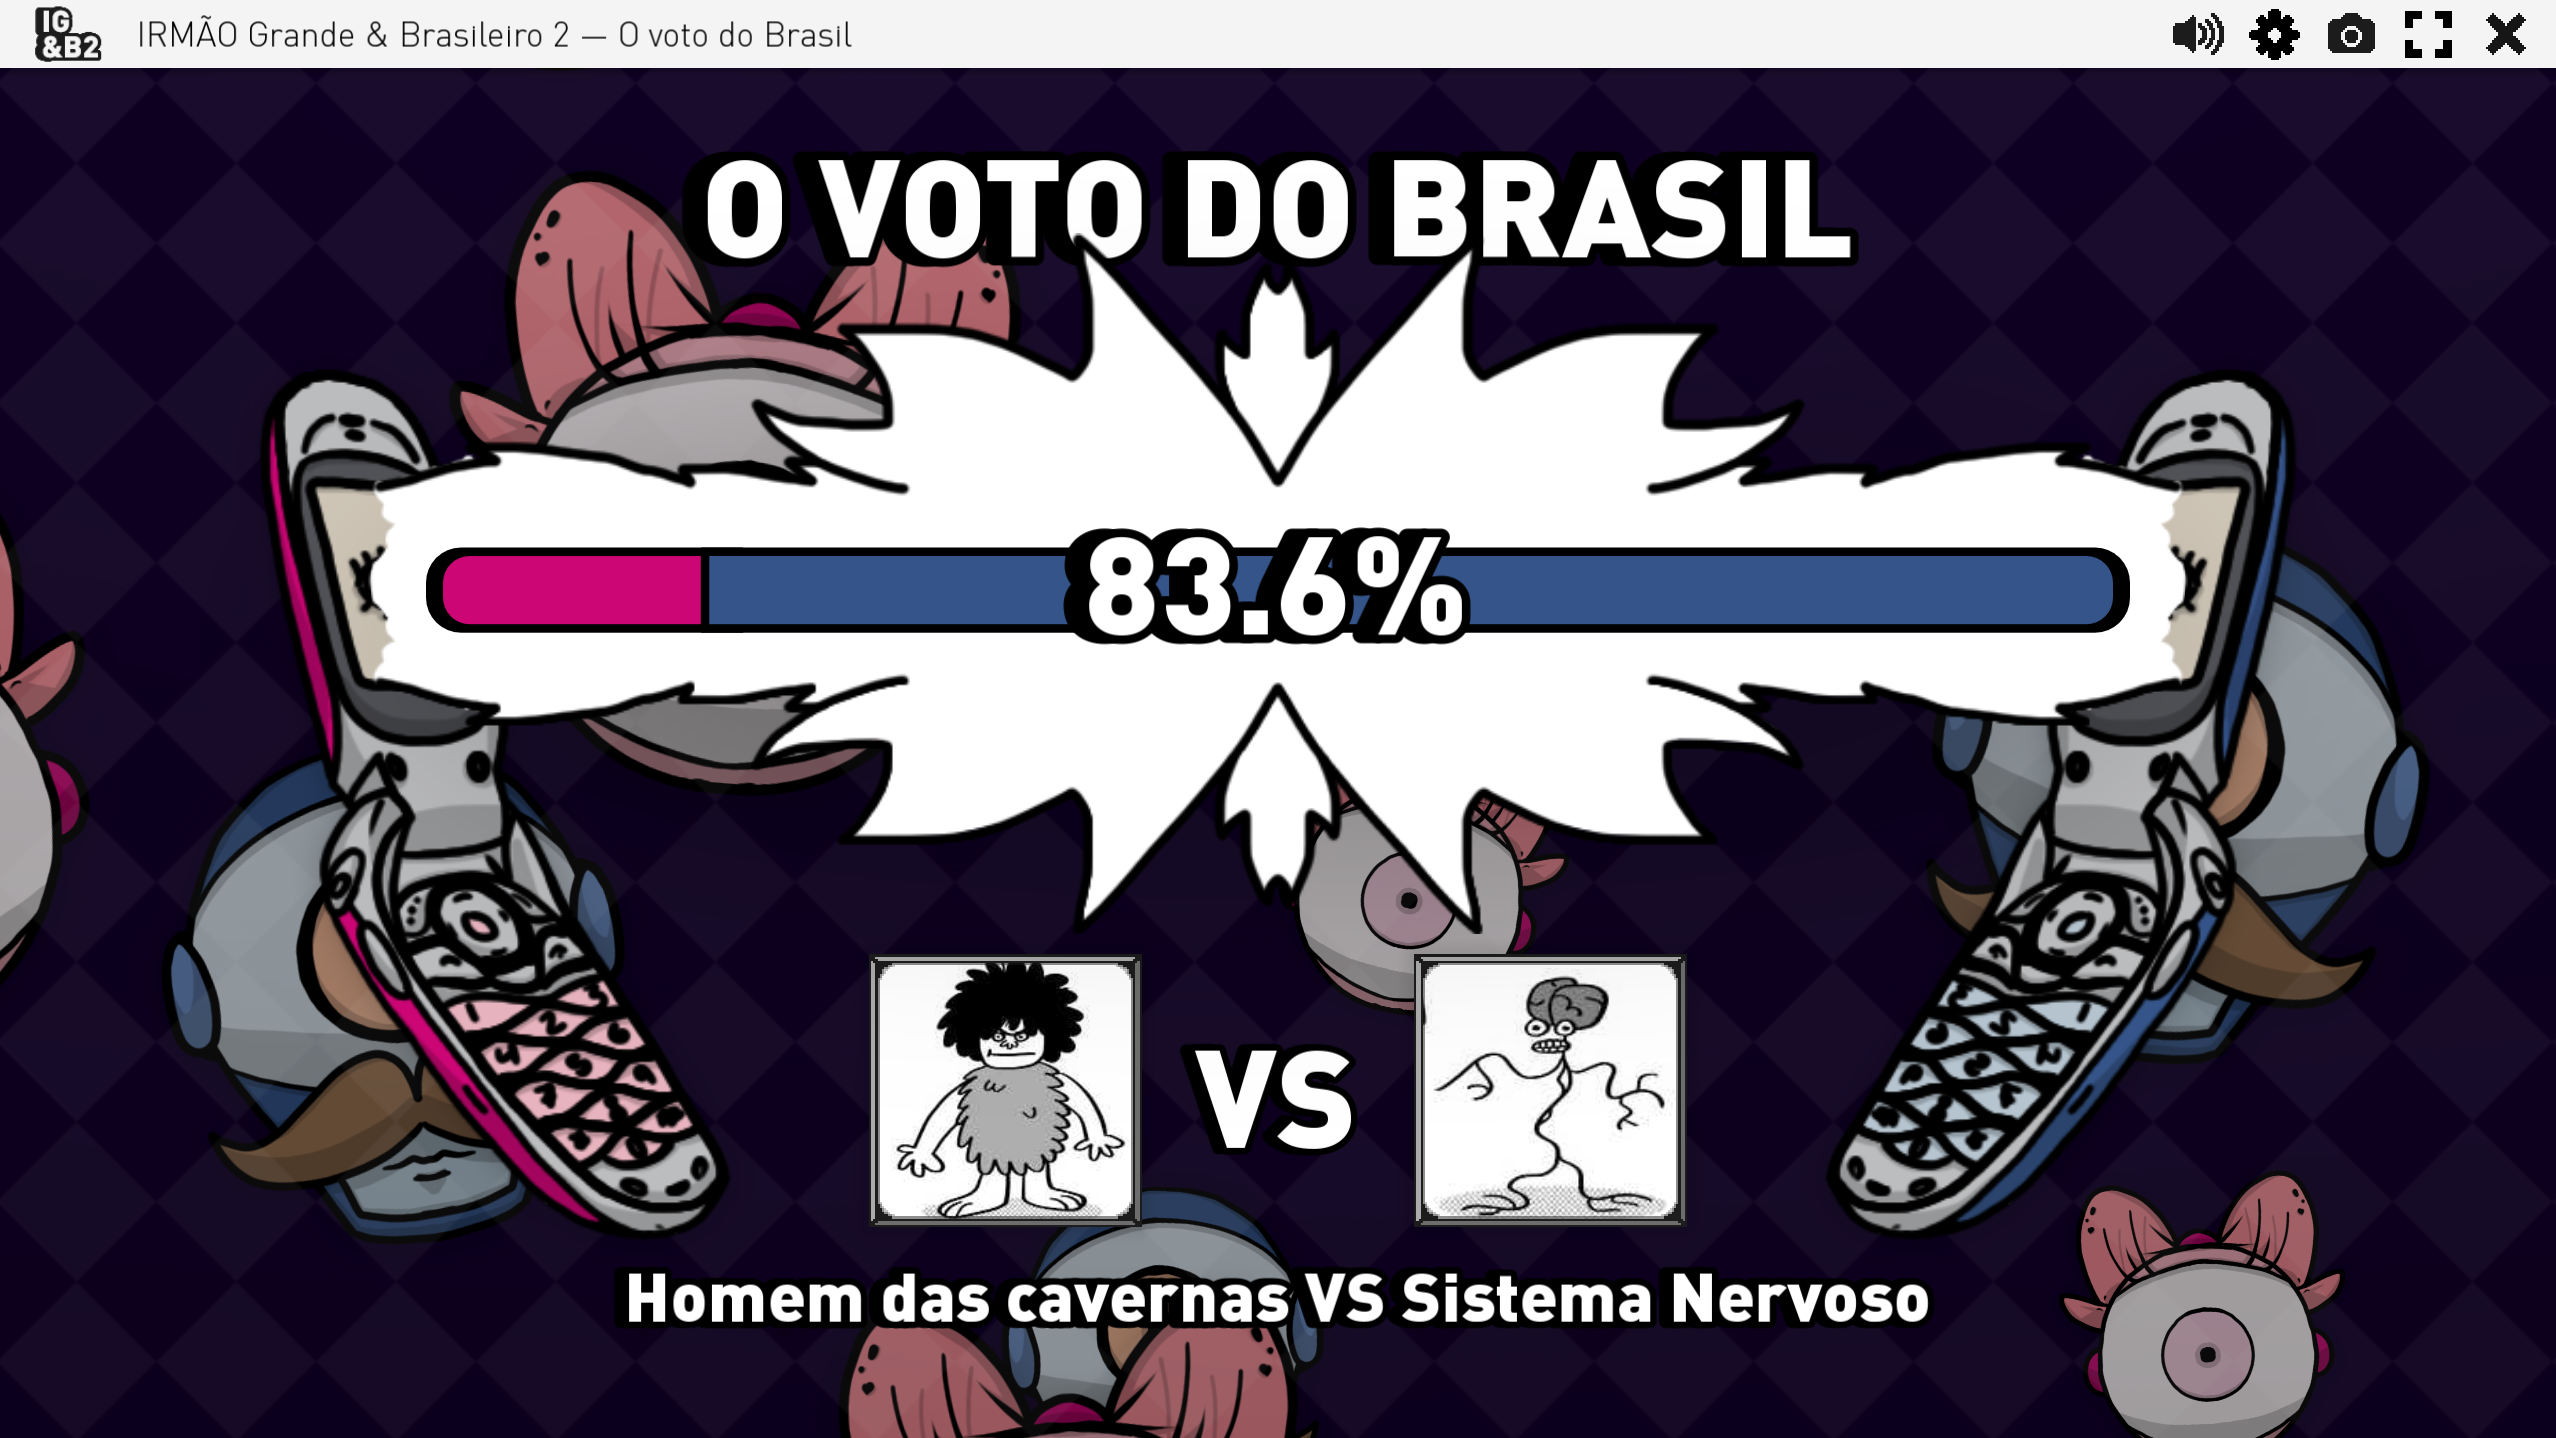 IG
&B2
IRMÃO Grande & Brasileiro 2 — O voto do Brasil
O VOTO DO BRASIL
83.6%
VS
Homem das cavernas VS Sistema Nervoso